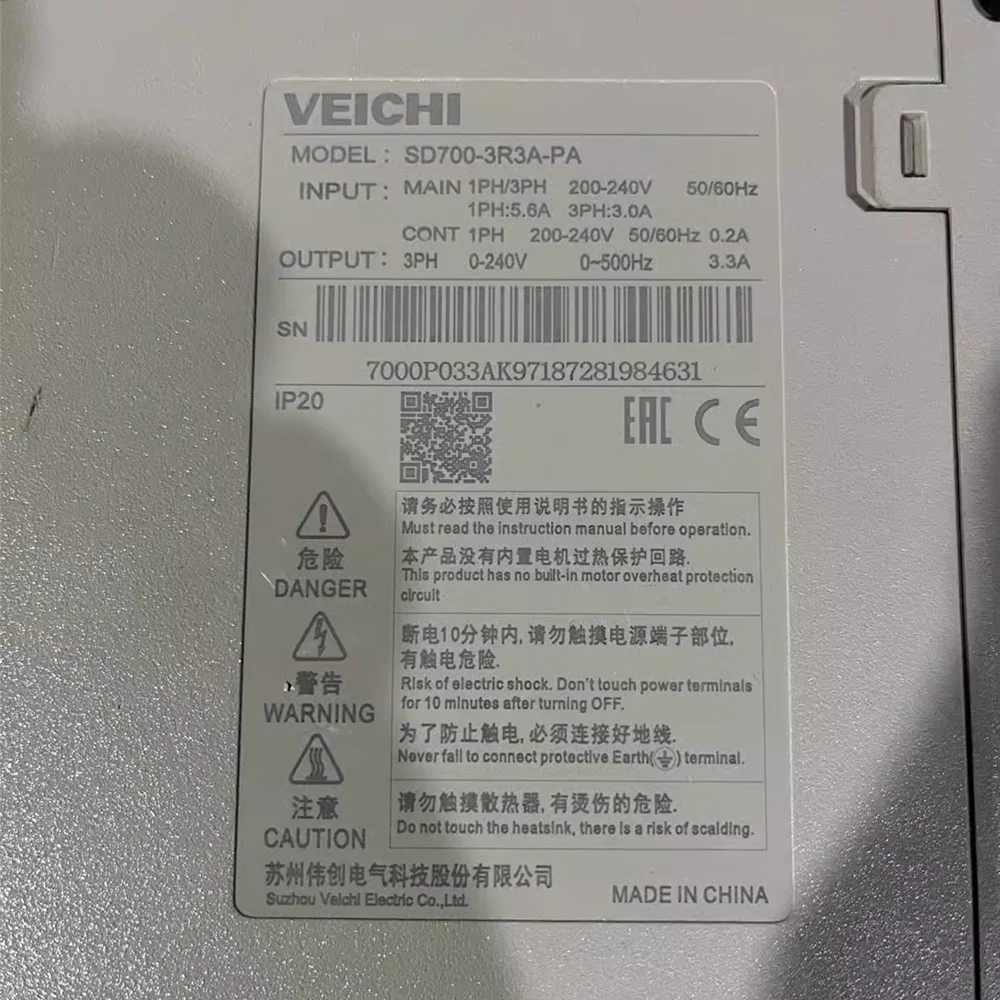 VEICHI
MODEL: SD700-3R3A-PA
INPUT: MAIN 1PH/3PH 200-240V 50/60Hz
1PH:5.6A 3PH:3.0A
CONT 1PH 200-240V 50/60Hz 0.2A
OUTPUT: 3PH 0-240V 0~500Hz 3.3A
SN
7000P033AK97187281984631
IP20
EAC CE
危险
DANGER
请务必按照使用说明书的指示操作
Must read the instruction manual before operation.
本产品没有内置电机过热保护回路.
This product has no built-in motor overheat protection
circuit
警告
WARNING
断电10分钟内,请勿触摸电源端子部位,
有触电危险.
Risk of electric shock. Don't touch power terminals
for 10 minutes after turning OFF.
为了防止触电,必须连接好地线.
Never fail to connect protective Earth(⏚) terminal.
注意
CAUTION
请勿触摸散热器,有烫伤的危险.
Do not touch the heatsink, there is a risk of scalding.
苏州伟创电气科技股份有限公司
Suzhou Veichi Electric Co.,Ltd.
MADE IN CHINA